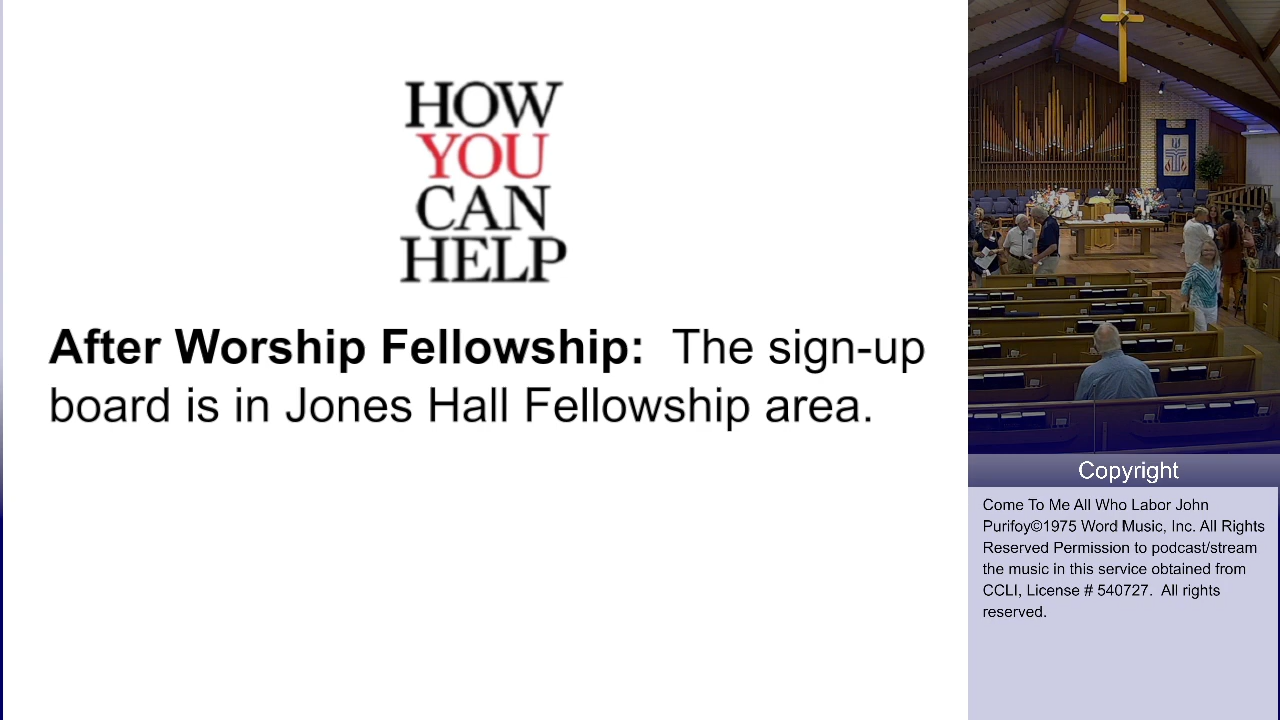 HOW
YOU
CAN
HELP
After Worship Fellowship:  The sign-up
board is in Jones Hall Fellowship area.
Copyright
Come To Me All Who Labor John
Purifoy©1975 Word Music, Inc. All Rights
Reserved Permission to podcast/stream
the music in this service obtained from
CCLI, License # 540727.  All rights
reserved.